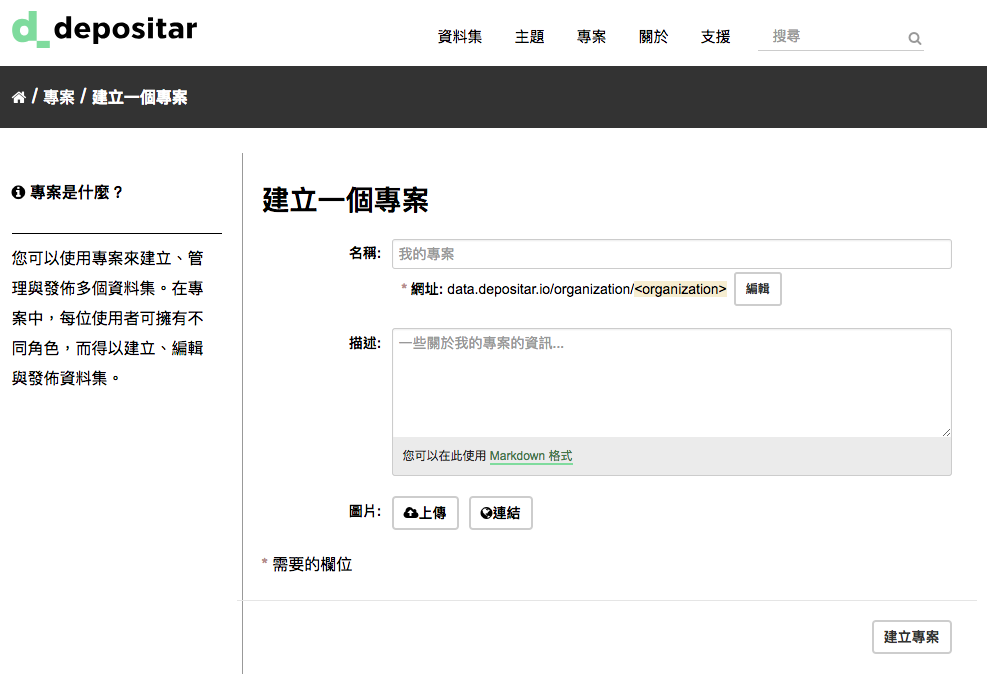 d_depositar
資料集 主題 專案 關於 支援 搜尋
/ 專案 / 建立一個專案
專案是什麼？
您可以使用專案來建立、管
理與發佈多個資料集。在專
案中，每位使用者可擁有不
同角色，而得以建立、編輯
與發佈資料集。
建立一個專案
名稱: 我的專案
* 網址: data.depositar.io/organization/<organization> 編輯
描述: 一些關於我的專案的資訊...
您可以在此使用 Markdown 格式
圖片: 上傳 連結
* 需要的欄位
建立專案